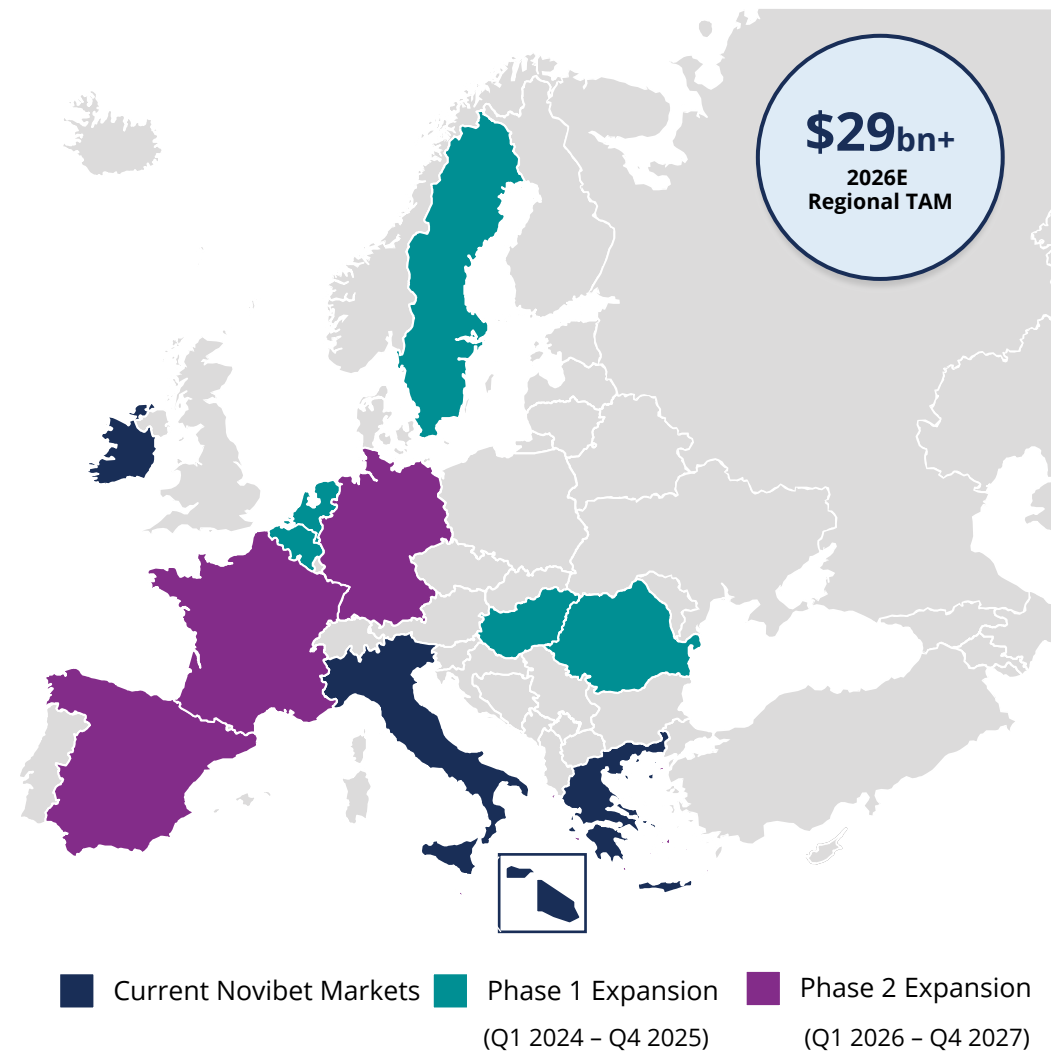 $29bn+
2026E
Regional TAM
Current Novibet Markets
Phase 1 Expansion
(Q1 2024 – Q4 2025)
Phase 2 Expansion
(Q1 2026 – Q4 2027)